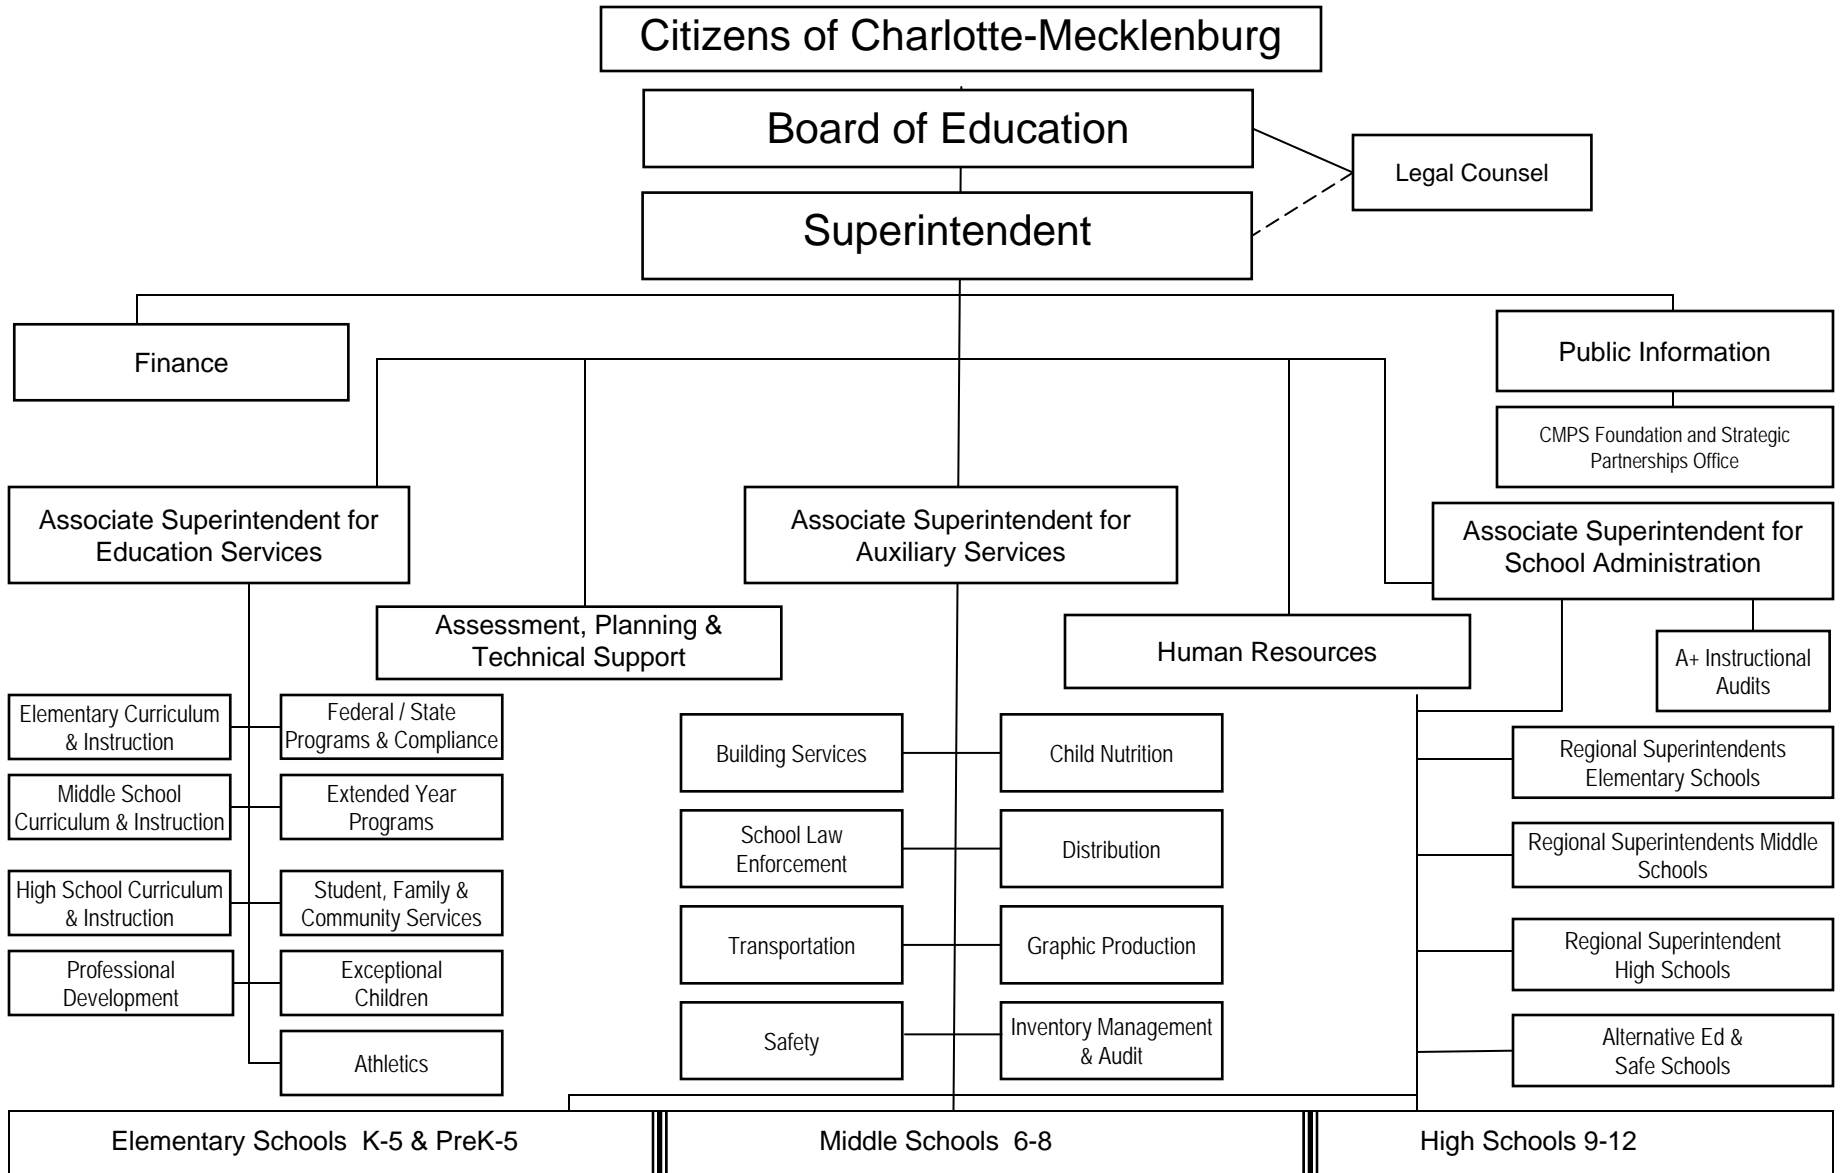 Citizens of Charlotte-Mecklenburg
Board of Education
Legal Counsel
Superintendent
Finance
Public Information
CMPS Foundation and Strategic
Partnerships Office
Associate Superintendent for
Education Services
Associate Superintendent for
Auxiliary Services
Associate Superintendent for
School Administration
Assessment, Planning &
Technical Support
Human Resources
A+ Instructional
Audits
Elementary Curriculum
& Instruction
Federal / State
Programs & Compliance
Middle School
Curriculum & Instruction
Extended Year
Programs
High School Curriculum
& Instruction
Student, Family &
Community Services
Professional
Development
Exceptional
Children
Athletics
Building Services
Child Nutrition
School Law
Enforcement
Distribution
Transportation
Graphic Production
Safety
Inventory Management
& Audit
Regional Superintendents
Elementary Schools
Regional Superintendents Middle
Schools
Regional Superintendent
High Schools
Alternative Ed &
Safe Schools
Elementary Schools  K-5 & PreK-5
Middle Schools  6-8
High Schools 9-12